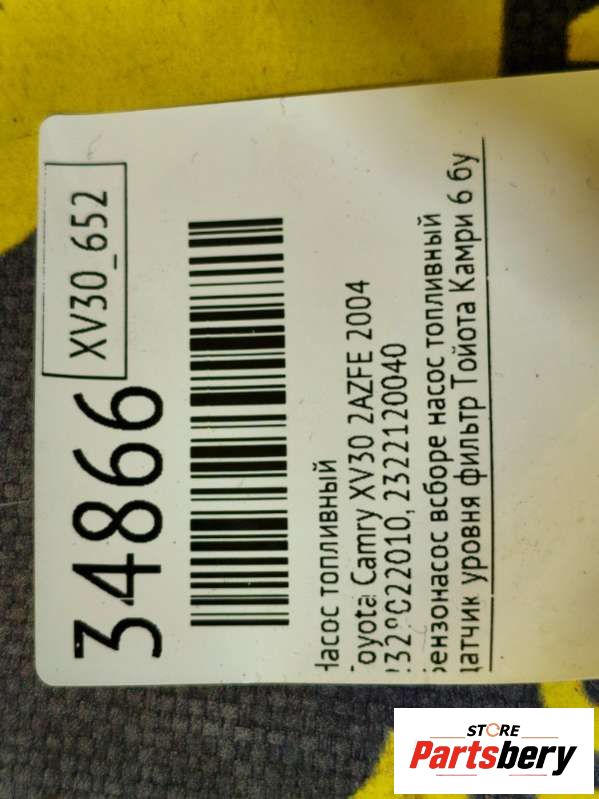 34866
XV30_652
Насос топливный
Toyota Camry XV30 2AZFE 2004
, 2322120040
бензонасос всборе насос топливный
датчик уровня фильтр Тойота Камри 6 бу
STORE
Partsbery